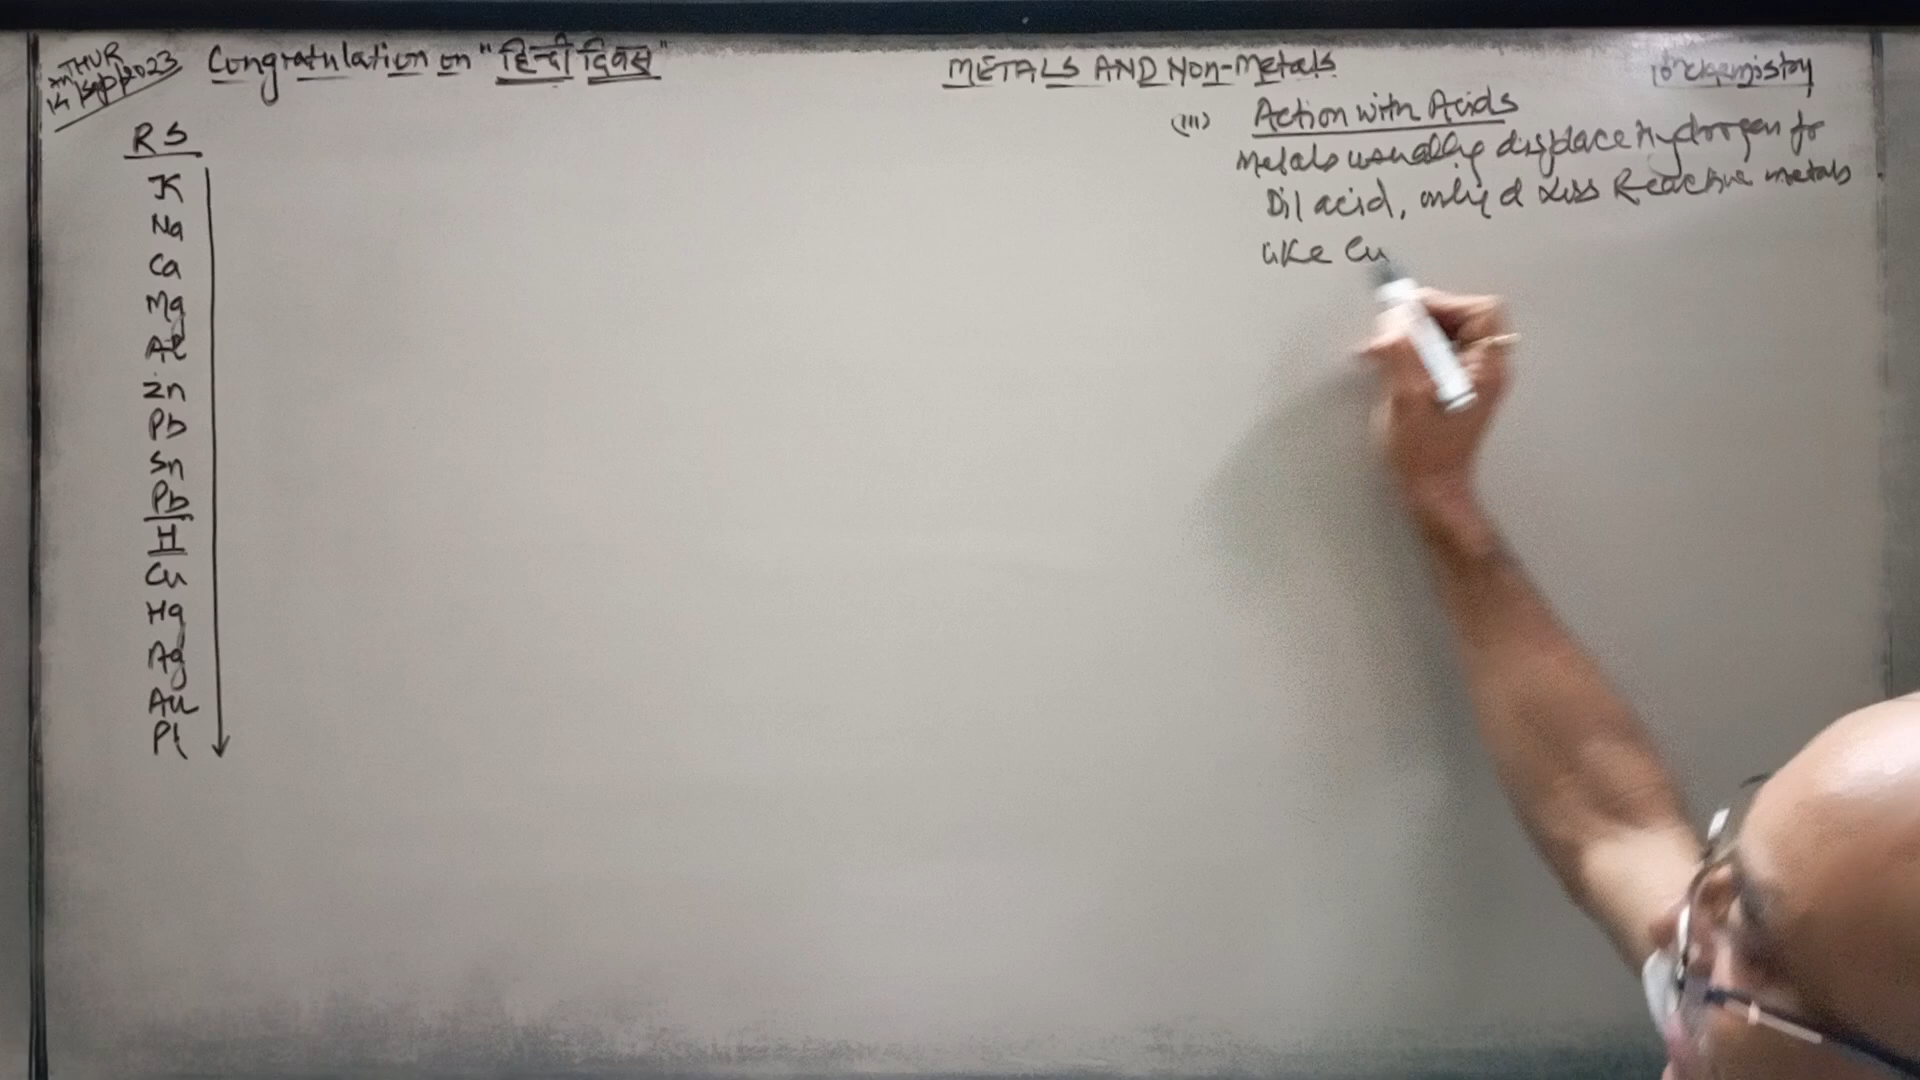 THUR
14 Sep 2023
Congratulation on "हिन्दी दिवस"
METALS AND Non-Metals
10th Chemistry
RS
K
Na
Ca
Mg
Al
Zn
Pb
Sn
Pb
H
Cu
Hg
Ag
Au
Pt
(III) Action with Acids
Metals usually displace Hydrogen fr
Dil acid, only d Less Reactive metals
like Cu